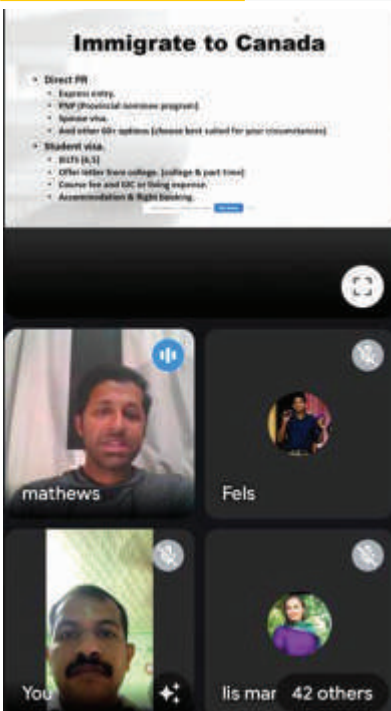 Immigrate to Canada
• Direct PR
• Express entry.
• PNP (Provincial nominee program)
• Spouse visa.
• And other 60+ options (choose best suited for your circumstances)
• Student visa.
• IELTS (6.5)
• Offer letter from college. (college & part time)
• Course fee and GIC or living expense.
• Accommodation & flight booking.
mathews
Fels
You
lis mar
42 others